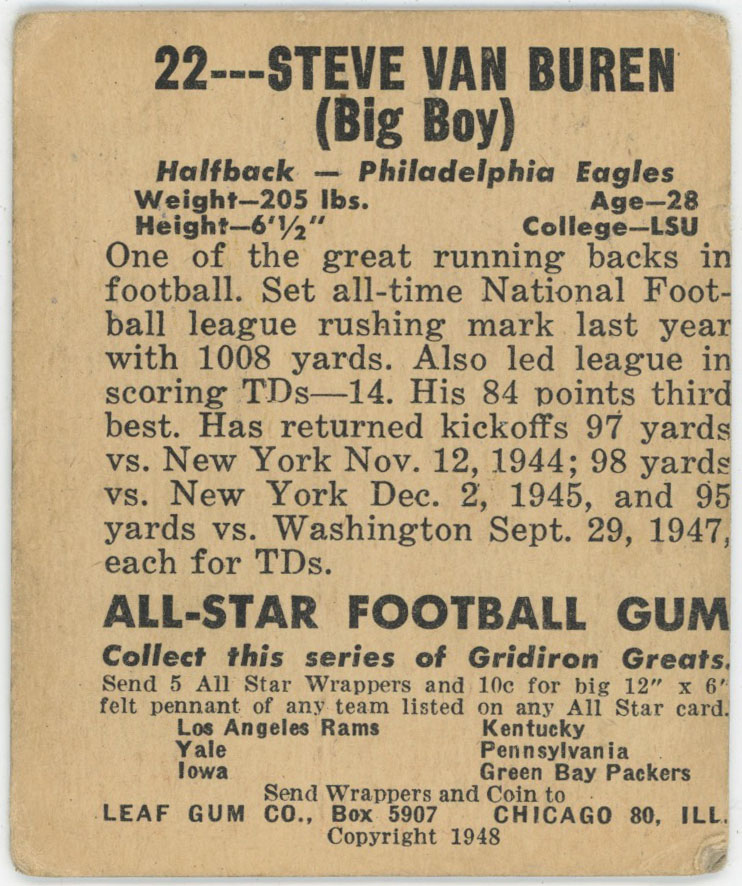 22---STEVE VAN BUREN
(Big Boy)
Halfback — Philadelphia Eagles
Weight—205 lbs. Age—28
Height—6'½" College—LSU
One of the great running backs in
football. Set all-time National Foot-
ball league rushing mark last year
with 1008 yards. Also led league in
scoring TDs—14. His 84 points third
best. Has returned kickoffs 97 yards
vs. New York Nov. 12, 1944; 98 yards
vs. New York Dec. 2, 1945, and 95
yards vs. Washington Sept. 29, 1947,
each for TDs.
ALL-STAR FOOTBALL GUM
Collect this series of Gridiron Greats.
Send 5 All Star Wrappers and 10c for big 12" x 6"
felt pennant of any team listed on any All Star card.
Los Angeles Rams Kentucky
Yale Pennsylvania
Iowa Green Bay Packers
Send Wrappers and Coin to
LEAF GUM CO., Box 5907 CHICAGO 80, ILL.
Copyright 1948